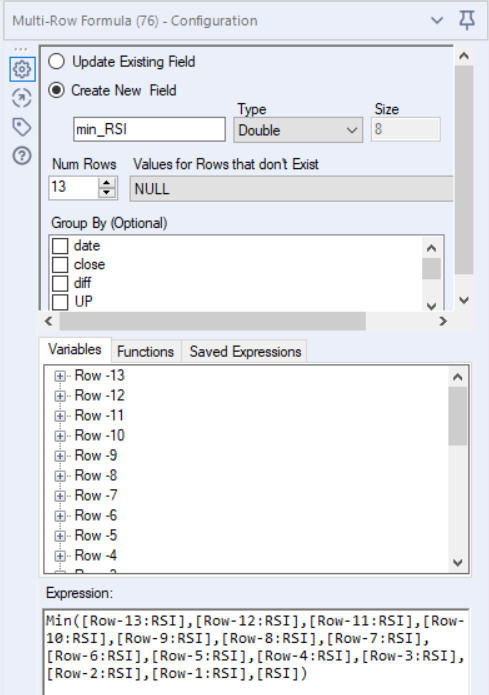 Multi-Row Formula (76) - Configuration
Update Existing Field
Create New Field
Type
Size
min_RSI
Double
8
Num Rows
Values for Rows that don't Exist
13
NULL
Group By (Optional)
date
close
diff
UP
Variables
Functions
Saved Expressions
Row -13
Row -12
Row -11
Row -10
Row -9
Row -8
Row -7
Row -6
Row -5
Row -4
Expression:
Min([Row-13:RSI],[Row-12:RSI],[Row-11:RSI],[Row-
10:RSI],[Row-9:RSI],[Row-8:RSI],[Row-7:RSI],
[Row-6:RSI],[Row-5:RSI],[Row-4:RSI],[Row-3:RSI],
[Row-2:RSI],[Row-1:RSI],[RSI])